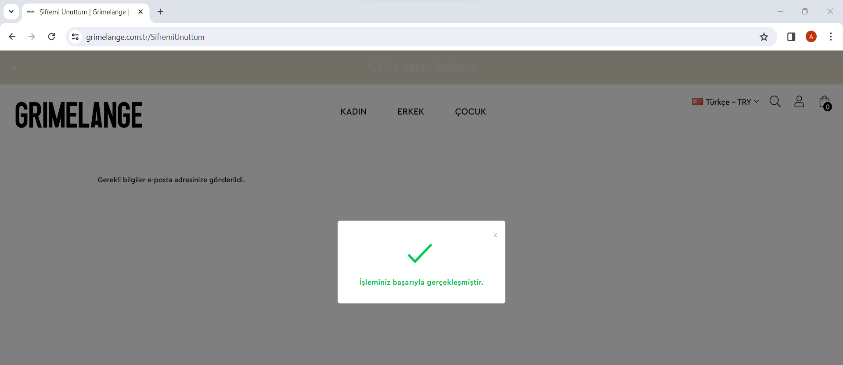 Şifremi Unuttum | Grimelange |
grimelange.com.tr/SifremiUnuttum
A
GRIMELANGE
KADIN
ERKEK
ÇOCUK
Türkçe - TRY
0
Gerekli bilgiler e-posta adresinize gönderildi.
x
İşleminiz başarıyla gerçekleşmiştir.